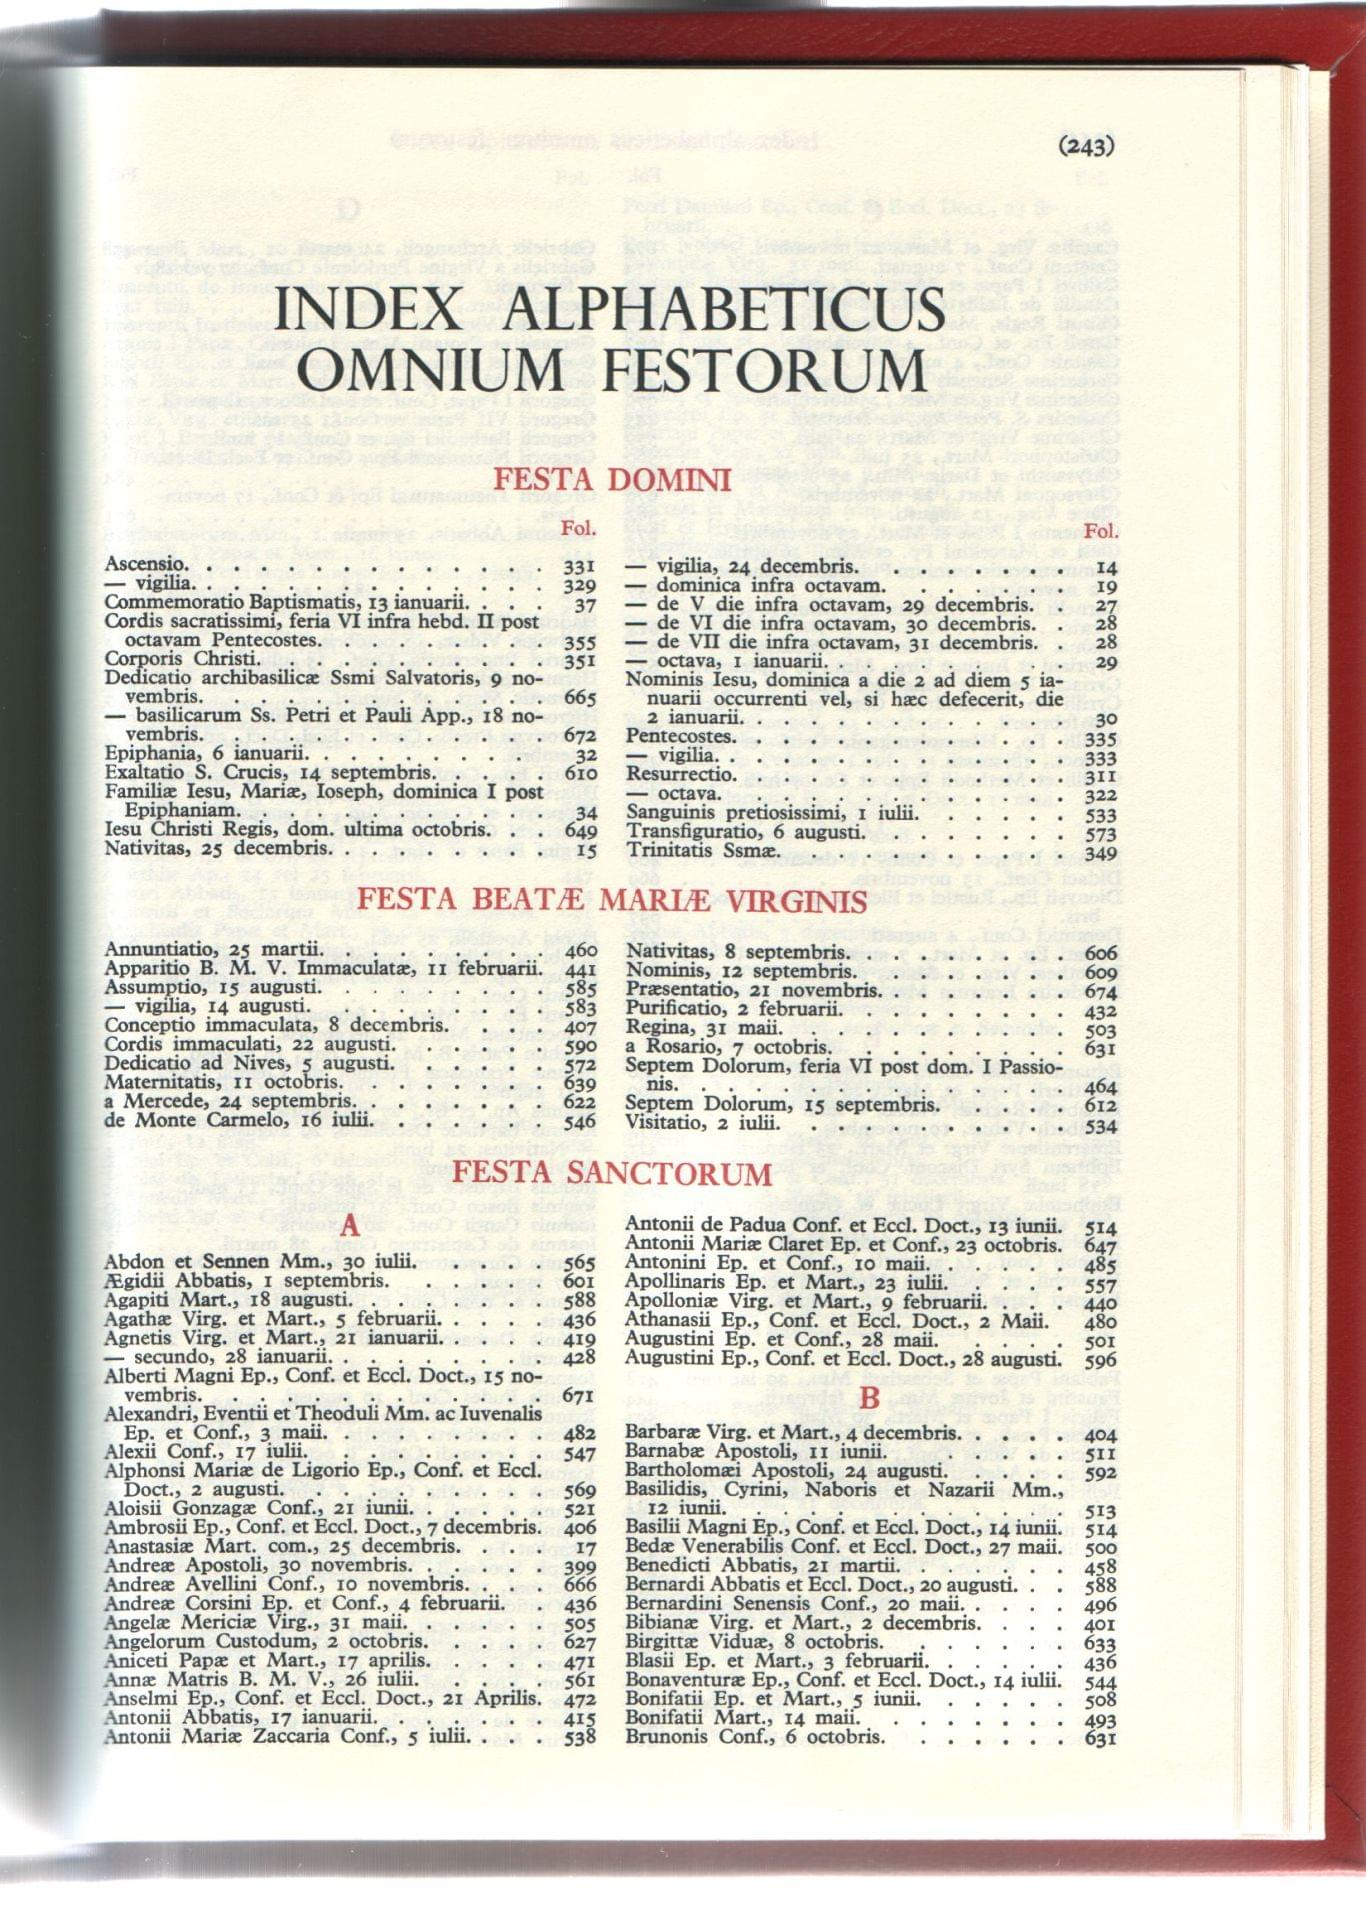 (243)
INDEX ALPHABETICUS
OMNIUM FESTORUM
FESTA DOMINI
Fol.
Ascensio. . . . . . . . . . . . . . 331
— vigilia. . . . . . . . . . . . . . 329
Commemoratio Baptismatis, 13 ianuarii. . . . 37
Cordis sacratissimi, feria VI infra hebd. II post
octavam Pentecostes. . . . . . . . . 355
Corporis Christi. . . . . . . . . . . . 351
Dedicatio archibasilicæ Ssmi Salvatoris, 9 no-
vembris. . . . . . . . . . . . . . 665
— basilicarum Ss. Petri et Pauli App., 18 no-
vembris. . . . . . . . . . . . . . 672
Epiphania, 6 ianuarii. . . . . . . . . . 32
Exaltatio S. Crucis, 14 septembris. . . . . 610
Familiæ Iesu, Mariæ, Ioseph, dominica I post
Epiphaniam. . . . . . . . . . . . . 34
Iesu Christi Regis, dom. ultima octobris. . . 649
Nativitas, 25 decembris. . . . . . . . . 15
Fol.
— vigilia, 24 decembris. . . . . . . . . 14
— dominica infra octavam. . . . . . . . 19
— de V die infra octavam, 29 decembris. . . 27
— de VI die infra octavam, 30 decembris. . 28
— de VII die infra octavam, 31 decembris. . 28
— octava, 1 ianuarii. . . . . . . . . . 29
Nominis Iesu, dominica a die 2 ad diem 5 ia-
nuarii occurrenti vel, si hæc defecerit, die
2 ianuarii. . . . . . . . . . . . . 30
Pentecostes. . . . . . . . . . . . . . 335
— vigilia. . . . . . . . . . . . . . 333
Resurrectio. . . . . . . . . . . . . . 311
— octava. . . . . . . . . . . . . . 322
Sanguinis pretiosissimi, 1 iulii. . . . . . 533
Transfiguratio, 6 augusti. . . . . . . . . 573
Trinitatis Ssmæ. . . . . . . . . . . . 349
FESTA BEATÆ MARIÆ VIRGINIS
Annuntiatio, 25 martii. . . . . . . . . . 460
Apparitio B. M. V. Immaculatæ, 11 februarii. 441
Assumptio, 15 augusti. . . . . . . . . . 585
— vigilia, 14 augusti. . . . . . . . . . 583
Conceptio immaculata, 8 decembris. . . . . 407
Cordis immaculati, 22 augusti. . . . . . . 590
Dedicatio ad Nives, 5 augusti. . . . . . . 572
Maternitatis, 11 octobris. . . . . . . . . 639
a Mercede, 24 septembris. . . . . . . . . 622
de Monte Carmelo, 16 iulii. . . . . . . . 546
Nativitas, 8 septembris. . . . . . . . . 606
Nominis, 12 septembris. . . . . . . . . 609
Præsentatio, 21 novembris. . . . . . . . 674
Purificatio, 2 februarii. . . . . . . . . . 432
Regina, 31 maii. . . . . . . . . . . . 503
a Rosario, 7 octobris. . . . . . . . . . 631
Septem Dolorum, feria VI post dom. I Passio-
nis. . . . . . . . . . . . . . . . 464
Septem Dolorum, 15 septembris. . . . . . 612
Visitatio, 2 iulii. . . . . . . . . . . . 534
FESTA SANCTORUM
A
Abdon et Sennen Mm., 30 iulii. . . . . . . 565
Ægidii Abbatis, 1 septembris. . . . . . . 601
Agapiti Mart., 18 augusti. . . . . . . . . 588
Agathæ Virg. et Mart., 5 februarii. . . . . 436
Agnetis Virg. et Mart., 21 ianuarii. . . . . 419
— secundo, 28 ianuarii. . . . . . . . . 428
Alberti Magni Ep., Conf. et Eccl. Doct., 15 no-
vembris. . . . . . . . . . . . . . 671
Alexandri, Eventii et Theoduli Mm. ac Iuvenalis
Ep. et Conf., 3 maii. . . . . . . . . 482
Alexii Conf., 17 iulii. . . . . . . . . . 547
Alphonsi Mariæ de Ligorio Ep., Conf. et Eccl.
Doct., 2 augusti. . . . . . . . . . . 569
Aloisii Gonzagæ Conf., 21 iunii. . . . . . 521
Ambrosii Ep., Conf. et Eccl. Doct., 7 decembris. 406
Anastasiæ Mart. com., 25 decembris. . . . 17
Andreæ Apostoli, 30 novembris. . . . . . 399
Andreæ Avellini Conf., 10 novembris. . . . 666
Andreæ Corsini Ep. et Conf., 4 februarii. . . 436
Angelæ Mericiæ Virg., 31 maii. . . . . . . 505
Angelorum Custodum, 2 octobris. . . . . . 627
Aniceti Papæ et Mart., 17 aprilis. . . . . 471
Annæ Matris B. M. V., 26 iulii. . . . . . 561
Anselmi Ep., Conf. et Eccl. Doct., 21 Aprilis. 472
Antonii Abbatis, 17 ianuarii. . . . . . . . 415
Antonii Mariæ Zaccaria Conf., 5 iulii. . . . 538
Antonii de Padua Conf. et Eccl. Doct., 13 iunii. 514
Antonii Mariæ Claret Ep. et Conf., 23 octobris. 647
Antonini Ep. et Conf., 10 maii. . . . . . 485
Apollinaris Ep. et Mart., 23 iulii. . . . . . 557
Apolloniæ Virg. et Mart., 9 februarii. . . . 440
Athanasii Ep., Conf. et Eccl. Doct., 2 Maii. 480
Augustini Ep. et Conf., 28 maii. . . . . . 501
Augustini Ep., Conf. et Eccl. Doct., 28 augusti. 596
B
Barbaræ Virg. et Mart., 4 decembris. . . . . 404
Barnabæ Apostoli, 11 iunii. . . . . . . . 511
Bartholomæi Apostoli, 24 augusti. . . . . . 592
Basilidis, Cyrini, Naboris et Nazarii Mm.,
12 iunii. . . . . . . . . . . . . . 513
Basilii Magni Ep., Conf. et Eccl. Doct., 14 iunii. 514
Bedæ Venerabilis Conf. et Eccl. Doct., 27 maii. 500
Benedicti Abbatis, 21 martii. . . . . . . . 458
Bernardi Abbatis et Eccl. Doct., 20 augusti. . . 588
Bernardini Senensis Conf., 20 maii. . . . . 496
Bibianæ Virg. et Mart., 2 decembris. . . . . 401
Birgittæ Viduæ, 8 octobris. . . . . . . . 633
Blasii Ep. et Mart., 3 februarii. . . . . . 436
Bonaventuræ Ep., Conf. et Eccl. Doct., 14 iulii. 544
Bonifatii Ep. et Mart., 5 iunii. . . . . . . 508
Bonifatii Mart., 14 maii. . . . . . . . . 493
Brunonis Conf., 6 octobris. . . . . . . . 631